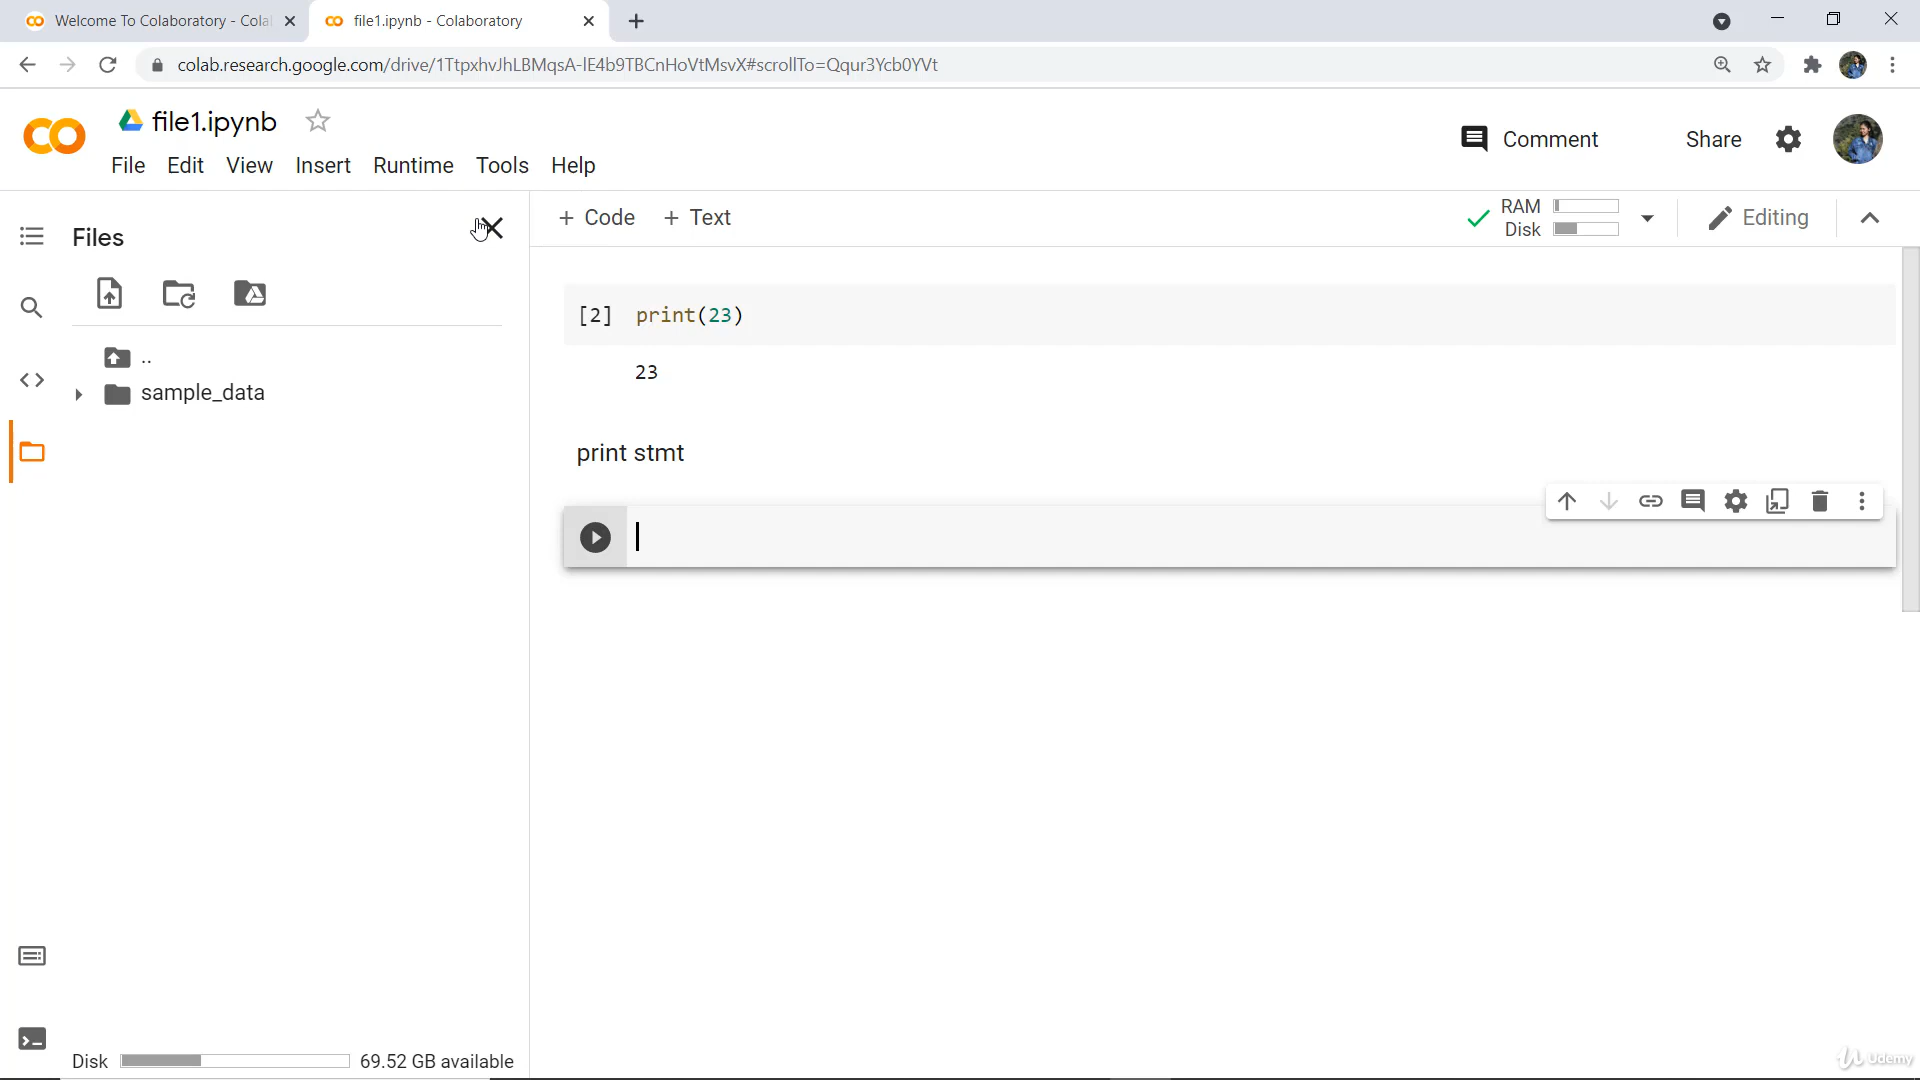 Welcome To Colaboratory - Cola
file1.ipynb - Colaboratory
colab.research.google.com/drive/1TtpxhvJhLBMqsA-lE4b9TBCnHoVtMsvX#scrollTo=Qqur3Ycb0YVt
file1.ipynb
Comment
Share
File Edit View Insert Runtime Tools Help
Files
+ Code
+ Text
RAM
Disk
Editing
[2] print(23)
23
..
sample_data
print stmt
Disk
69.52 GB available
Udemy